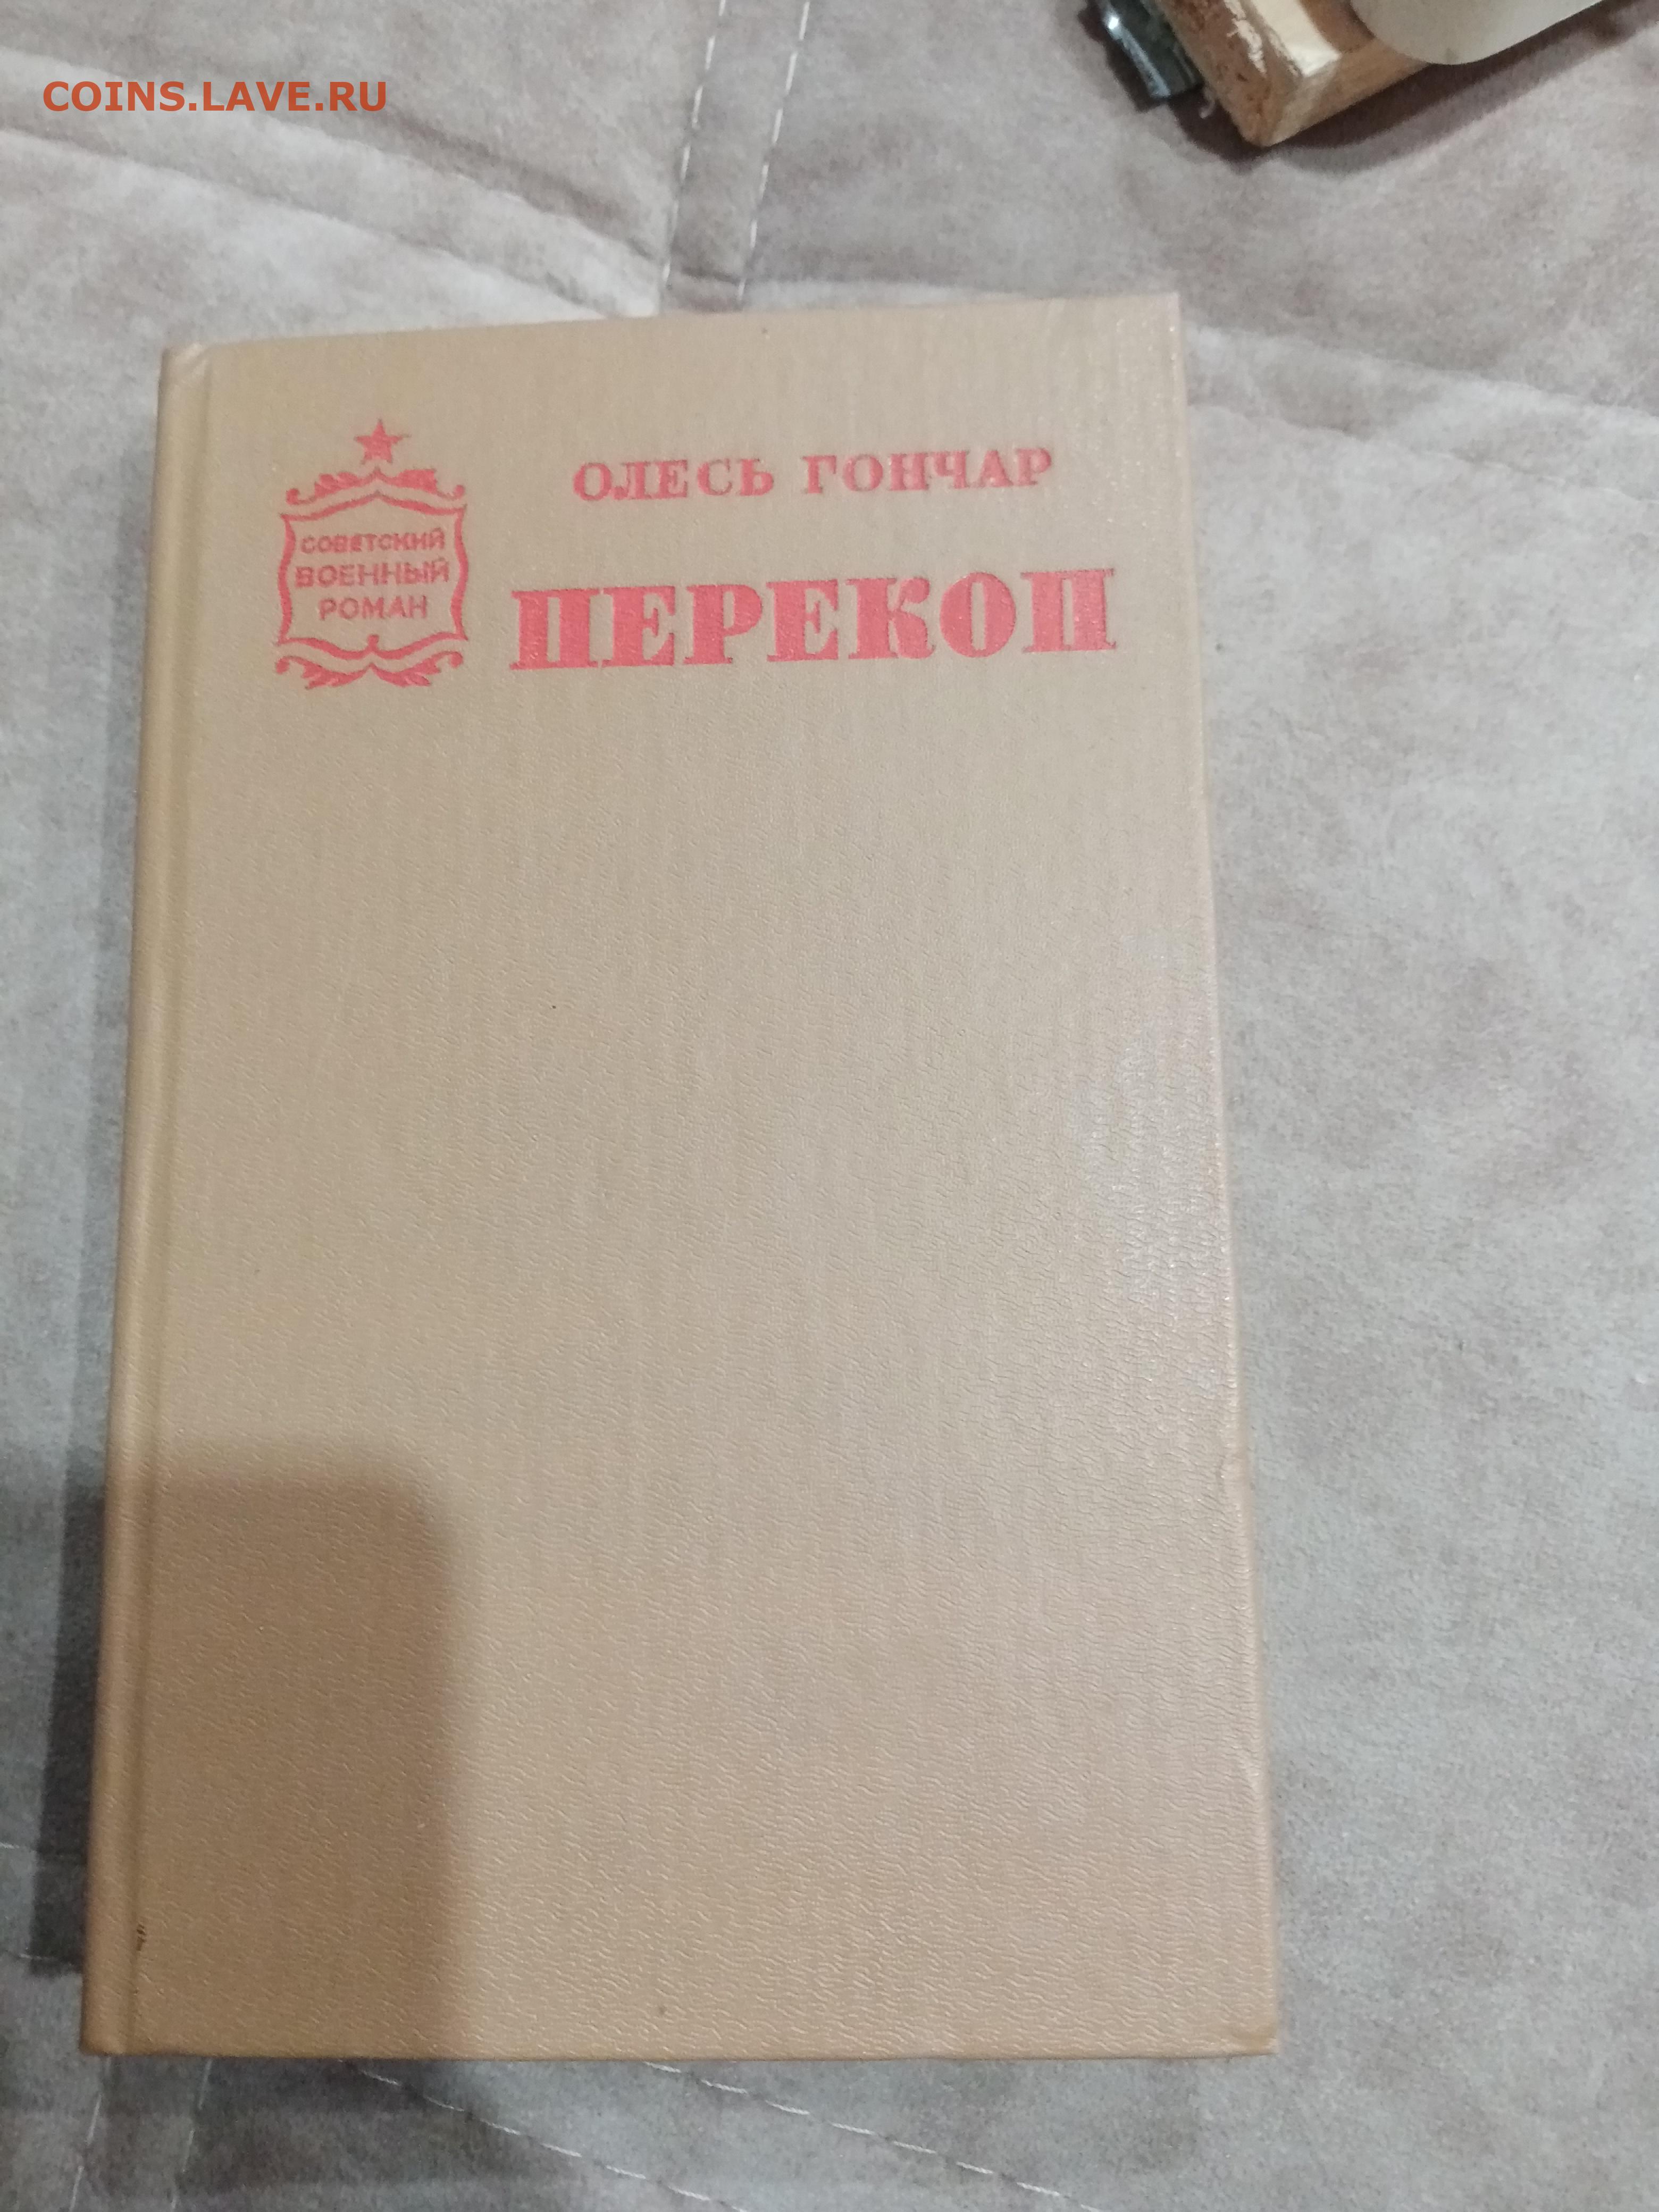 COINS.LAVE.RU
ОЛЕСЬ ГОНЧАР
СОВЕТСКИЙ
ВОЕННЫЙ
РОМАН
ПЕРЕКОП